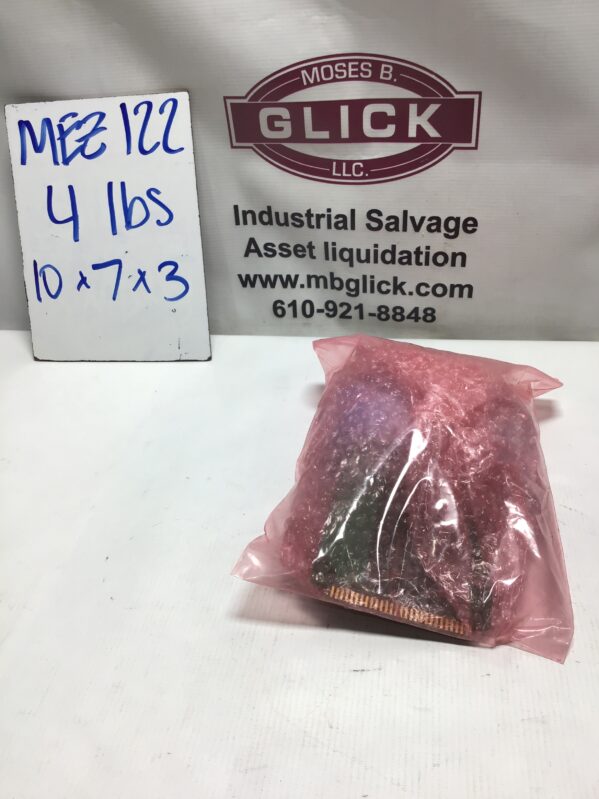 MEZ 122
4 lbs
10 x 7 x 3
MOSES B.
GLICK
LLC.
Industrial Salvage
Asset liquidation
www.mbglick.com
610-921-8848